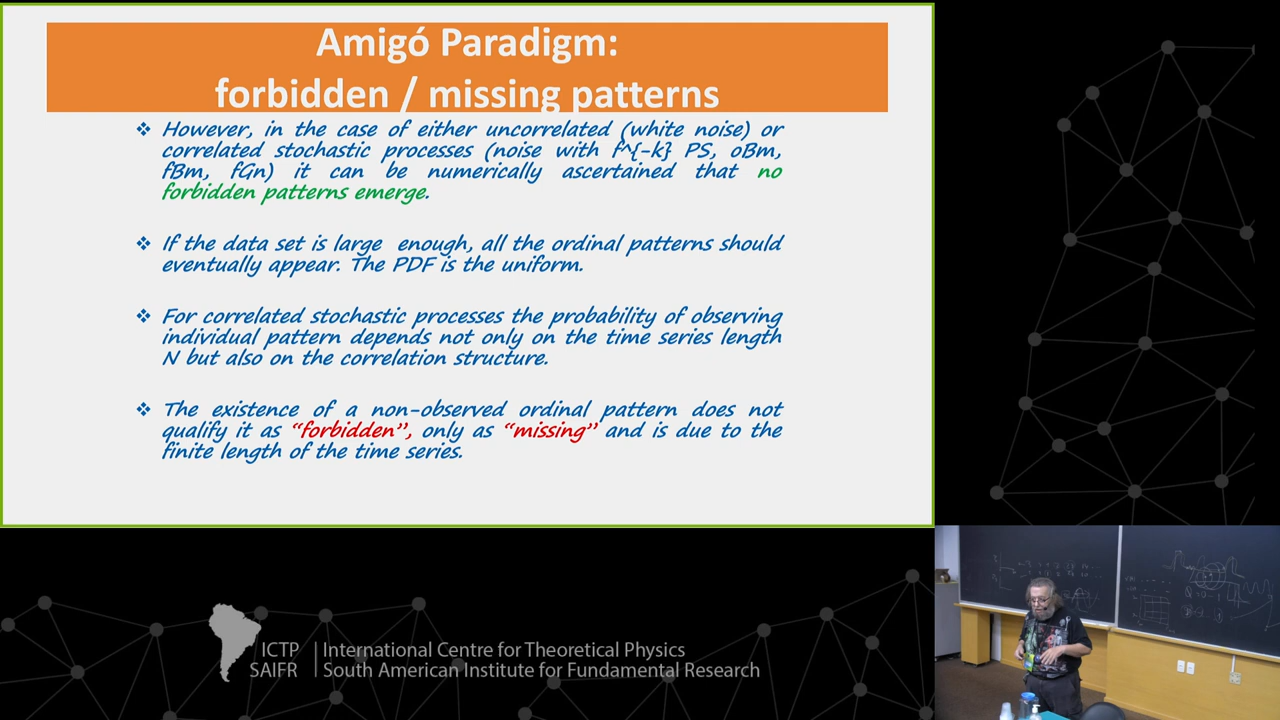 Amigó Paradigm:
forbidden / missing patterns
❖ However, in the case of either uncorrelated (white noise) or
correlated stochastic processes (noise with f^{-k} PS, oBm,
fBm, fGn) it can be numerically ascertained that no
forbidden patterns emerge.
❖ If the data set is large enough, all the ordinal patterns should
eventually appear. The PDF is the uniform.
❖ For correlated stochastic processes the probability of observing
individual pattern depends not only on the time series length
N but also on the correlation structure.
❖ The existence of a non-observed ordinal pattern does not
qualify it as “forbidden”, only as “missing” and is due to the
finite length of the time series.
ICTP
SAIFR
International Centre for Theoretical Physics
South American Institute for Fundamental Research